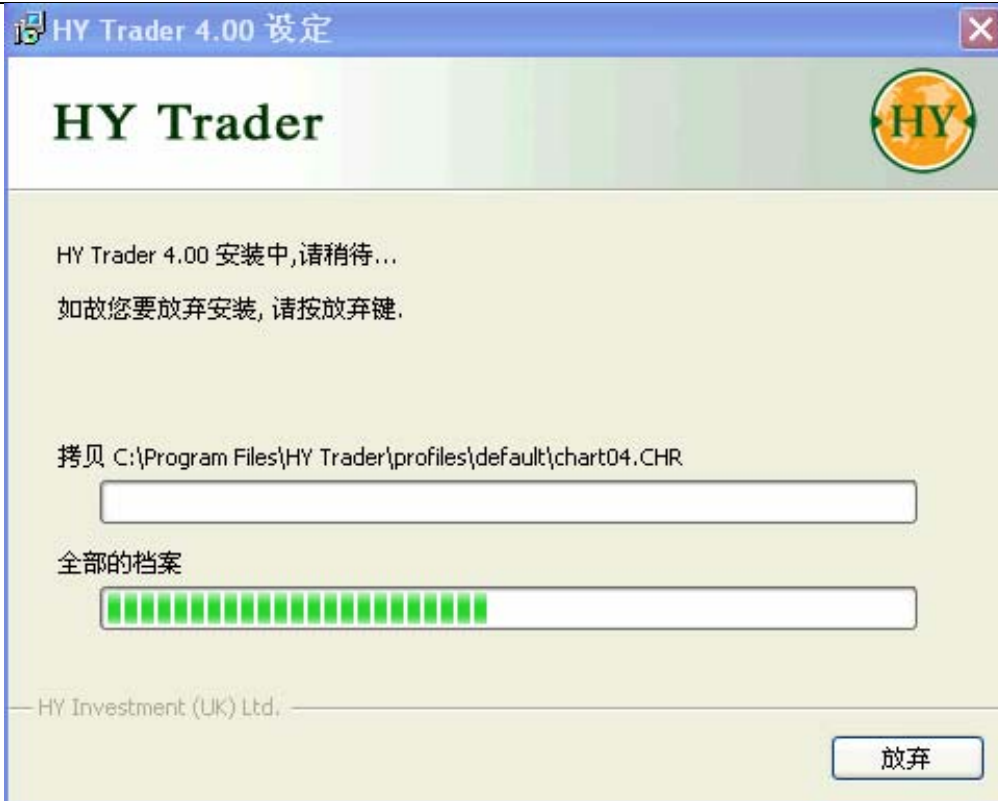 HY Trader 4.00 设定
HY Trader
HY
HY Trader 4.00 安装中,请稍待...
如故您要放弃安装, 请按放弃键.
拷贝 C:\Program Files\HY Trader\profiles\default\chart04.CHR
全部的档案
HY Investment (UK) Ltd.
放弃